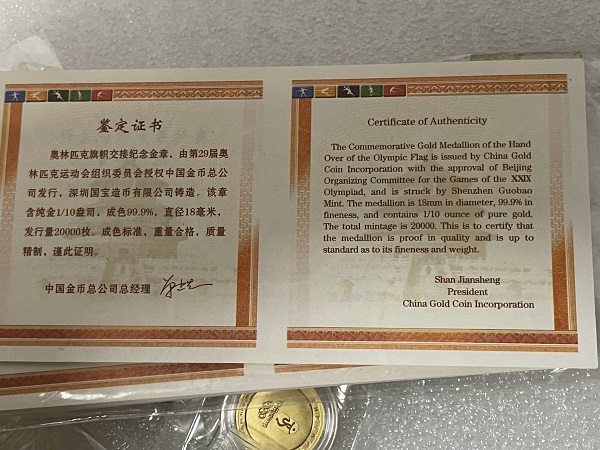 鉴定证书
奥林匹克旗帜交接纪念金章，由第29届奥
林匹克运动会组织委员会授权中国金币总公
司发行，深圳国宝造币有限公司铸造。该章
含纯金1/10盎司，成色99.9%，直径18毫米，
发行量20000枚。成色标准，重量合格，质量
精制，谨此证明。
中国金币总公司总经理
Certificate of Authenticity
The Commemorative Gold Medallion of the Hand
Over of the Olympic Flag is issued by China Gold
Coin Incorporation with the approval of Beijing
Organizing Committee for the Games of the XXIX
Olympiad, and is struck by Shenzhen Guobao
Mint. The medallion is 18mm in diameter, 99.9% in
fineness, and contains 1/10 ounce of pure gold.
The total mintage is 20000. This is to certify that
the medallion is proof in quality and is up to
standard as to its fineness and weight.
Shan Jiansheng
President
China Gold Coin Incorporation